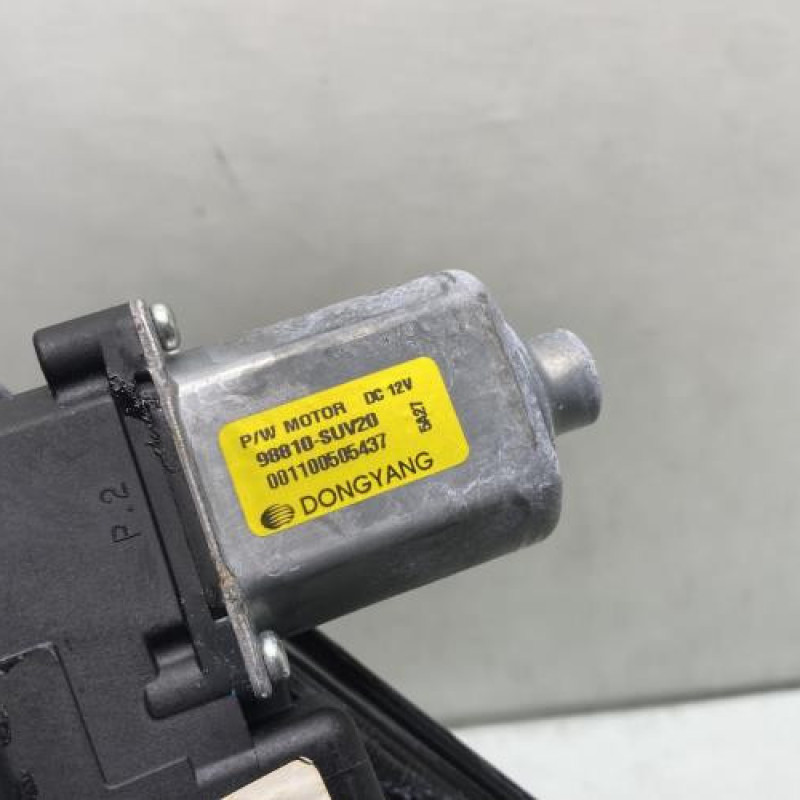 P/W MOTOR DC 12V
98810-SUV20
001100505437
5A27
DONGYANG
P.2